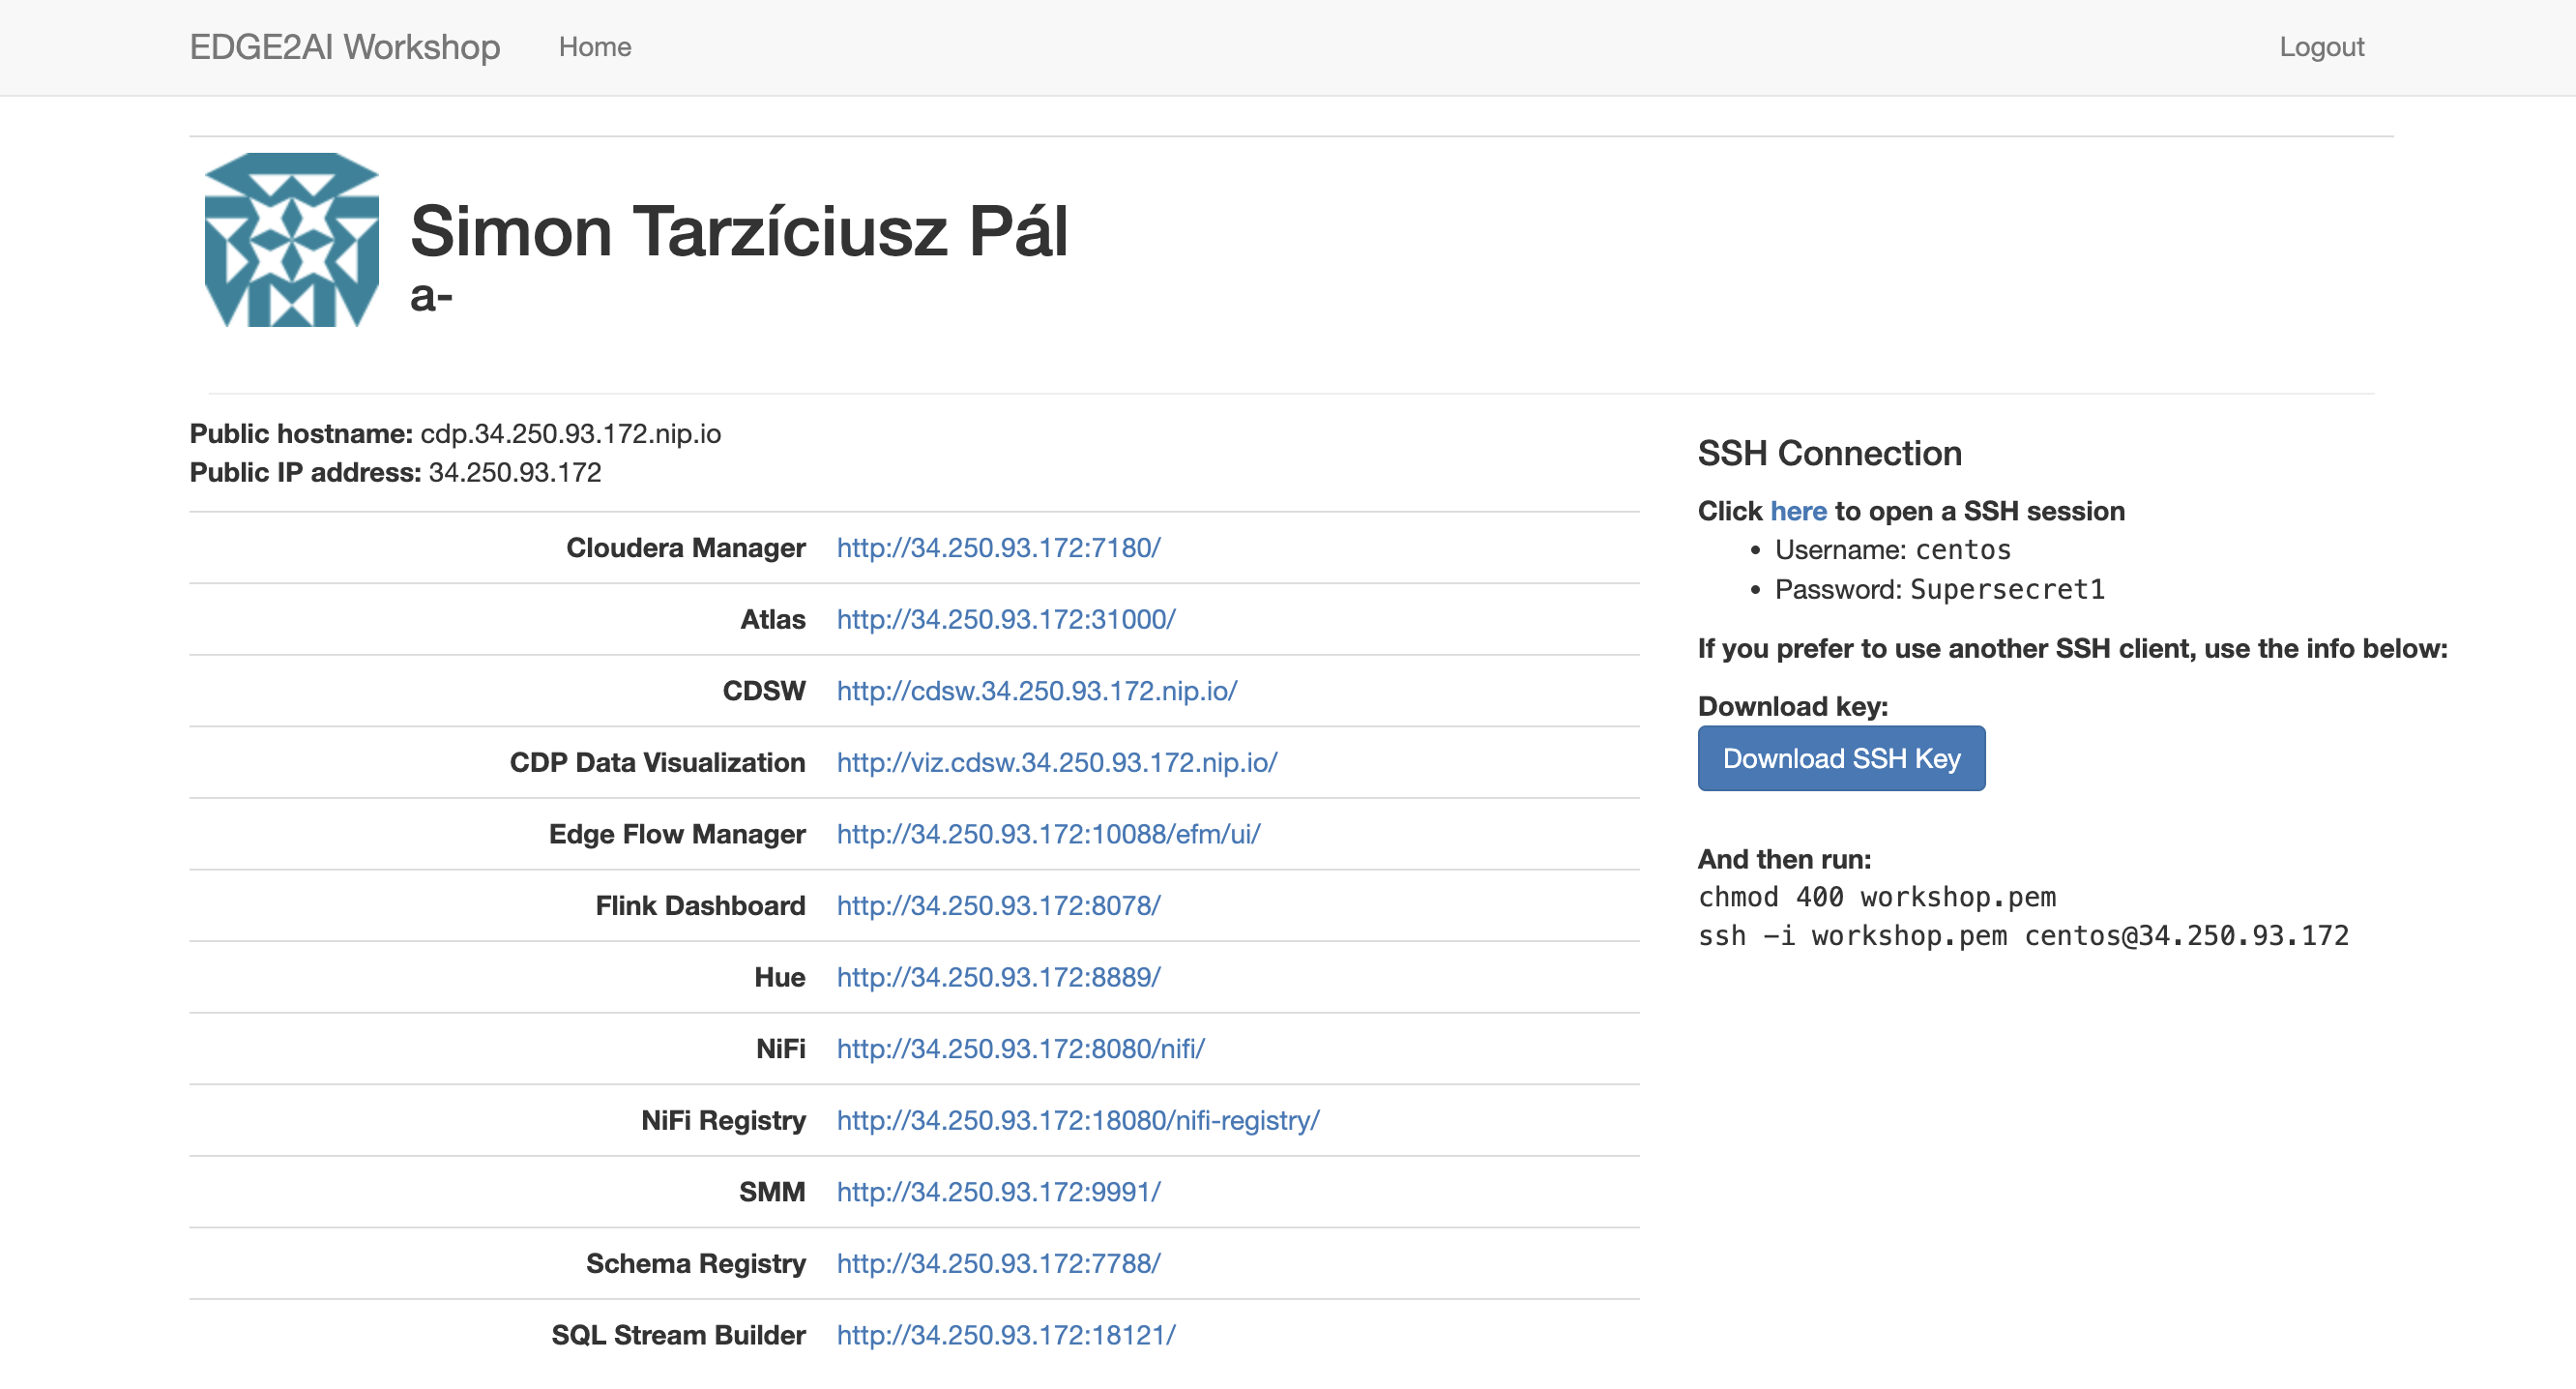 EDGE2AI Workshop Home Logout
Simon Tarzíciusz Pál
a-
Public hostname: cdp.34.250.93.172.nip.io
Public IP address: 34.250.93.172
Cloudera Manager http://34.250.93.172:7180/
Atlas http://34.250.93.172:31000/
CDSW http://cdsw.34.250.93.172.nip.io/
CDP Data Visualization http://viz.cdsw.34.250.93.172.nip.io/
Edge Flow Manager http://34.250.93.172:10088/efm/ui/
Flink Dashboard http://34.250.93.172:8078/
Hue http://34.250.93.172:8889/
NiFi http://34.250.93.172:8080/nifi/
NiFi Registry http://34.250.93.172:18080/nifi-registry/
SMM http://34.250.93.172:9991/
Schema Registry http://34.250.93.172:7788/
SQL Stream Builder http://34.250.93.172:18121/
SSH Connection
Click here to open a SSH session
• Username: centos
• Password: Supersecret1
If you prefer to use another SSH client, use the info below:
Download key:
Download SSH Key
And then run:
chmod 400 workshop.pem
ssh -i workshop.pem centos@34.250.93.172